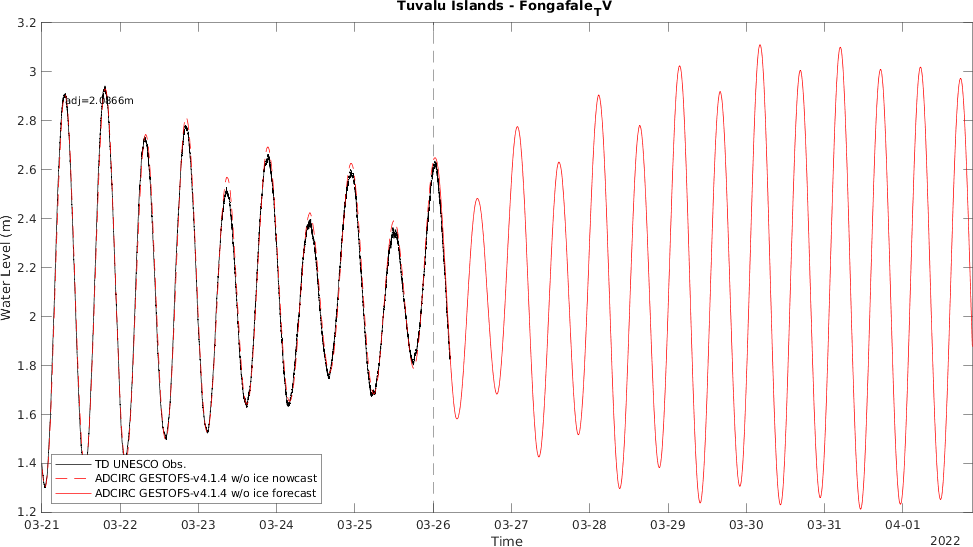 Tuvalu Islands - Fongafale_TV
3.2
3
2.8
2.6
2.4
2.2
2
1.8
1.6
1.4
1.2
Water Level (m)
adj=2.0866m
TD UNESCO Obs.
ADCIRC GESTOFS-v4.1.4 w/o ice nowcast
ADCIRC GESTOFS-v4.1.4 w/o ice forecast
03-21 03-22 03-23 03-24 03-25 03-26 03-27 03-28 03-29 03-30 03-31 04-01
Time
2022